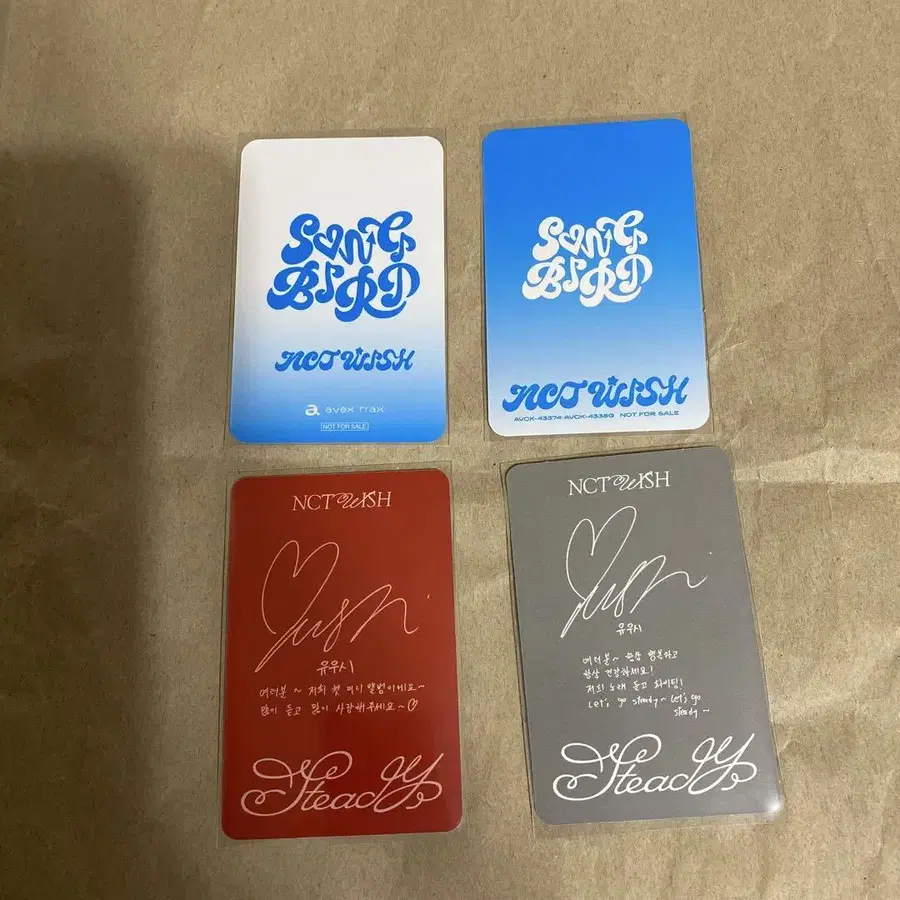 SONG
BIRD
NCT WISH
avex trax
NOT FOR SALE
SONG
BIRD
NCT WISH
AVCK-43374·AVCK-4338G NOT FOR SALE
NCT WISH
Yushi
유우시
여러분~ 저희 첫 미니앨범이에요~
많이 듣고 많이 사랑해주세요~♡
Steady
NCT WISH
Yushi
유우시
여러분~ 항상 행복하고
항상 건강하세요!
저희 노래 듣고 화이팅!
Let's go steady~ Let's go
steady~
Steady